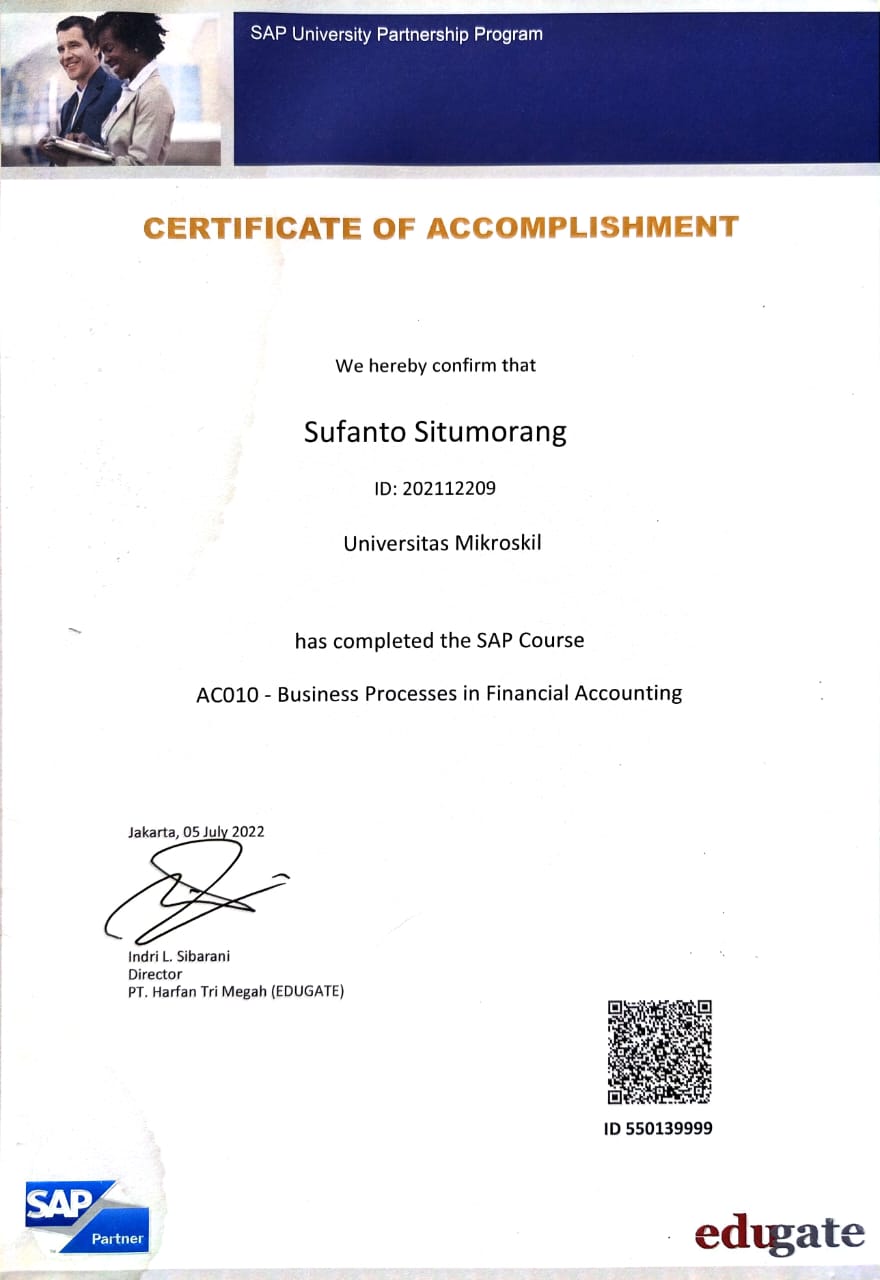 SAP University Partnership Program
CERTIFICATE OF ACCOMPLISHMENT
We hereby confirm that
Sufanto Situmorang
ID: 202112209
Universitas Mikroskil
has completed the SAP Course
AC010 - Business Processes in Financial Accounting
Jakarta, 05 July 2022
Indri L. Sibarani
Director
PT. Harfan Tri Megah (EDUGATE)
ID 550139999
SAP
Partner
edugate